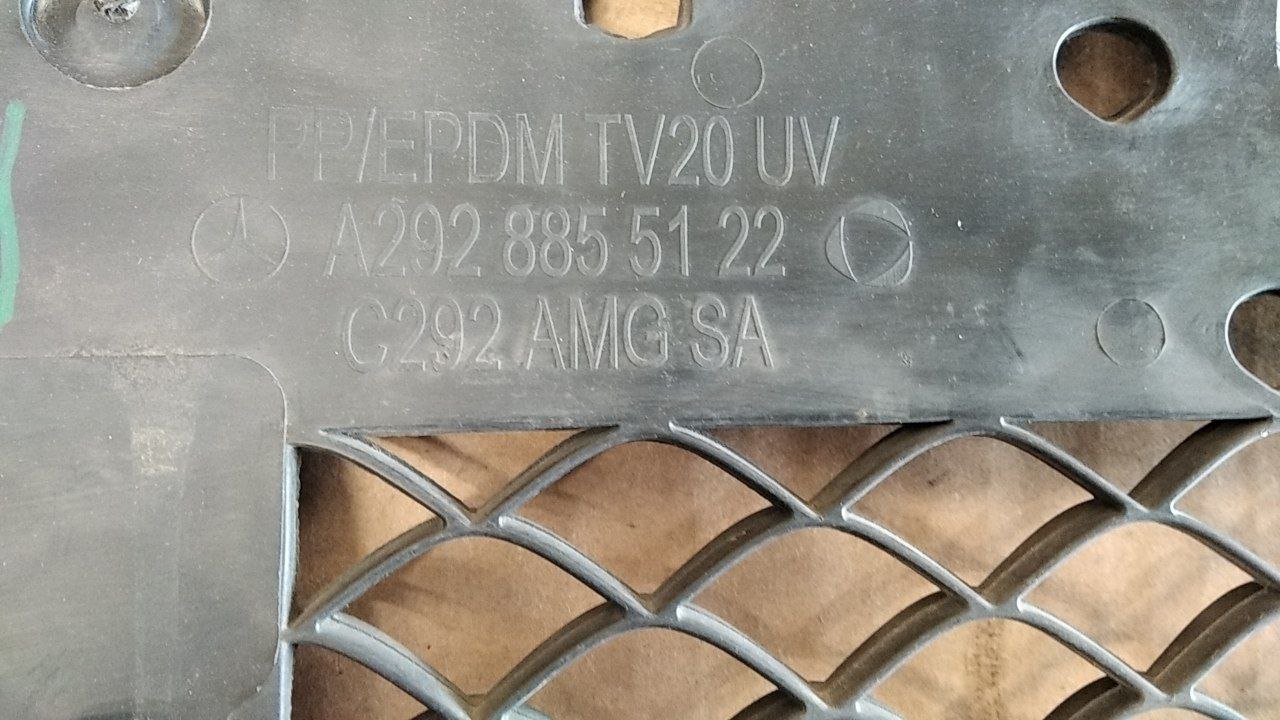 PP/EPDM TV20 UV
A292 885 51 22
C292 AMG SA